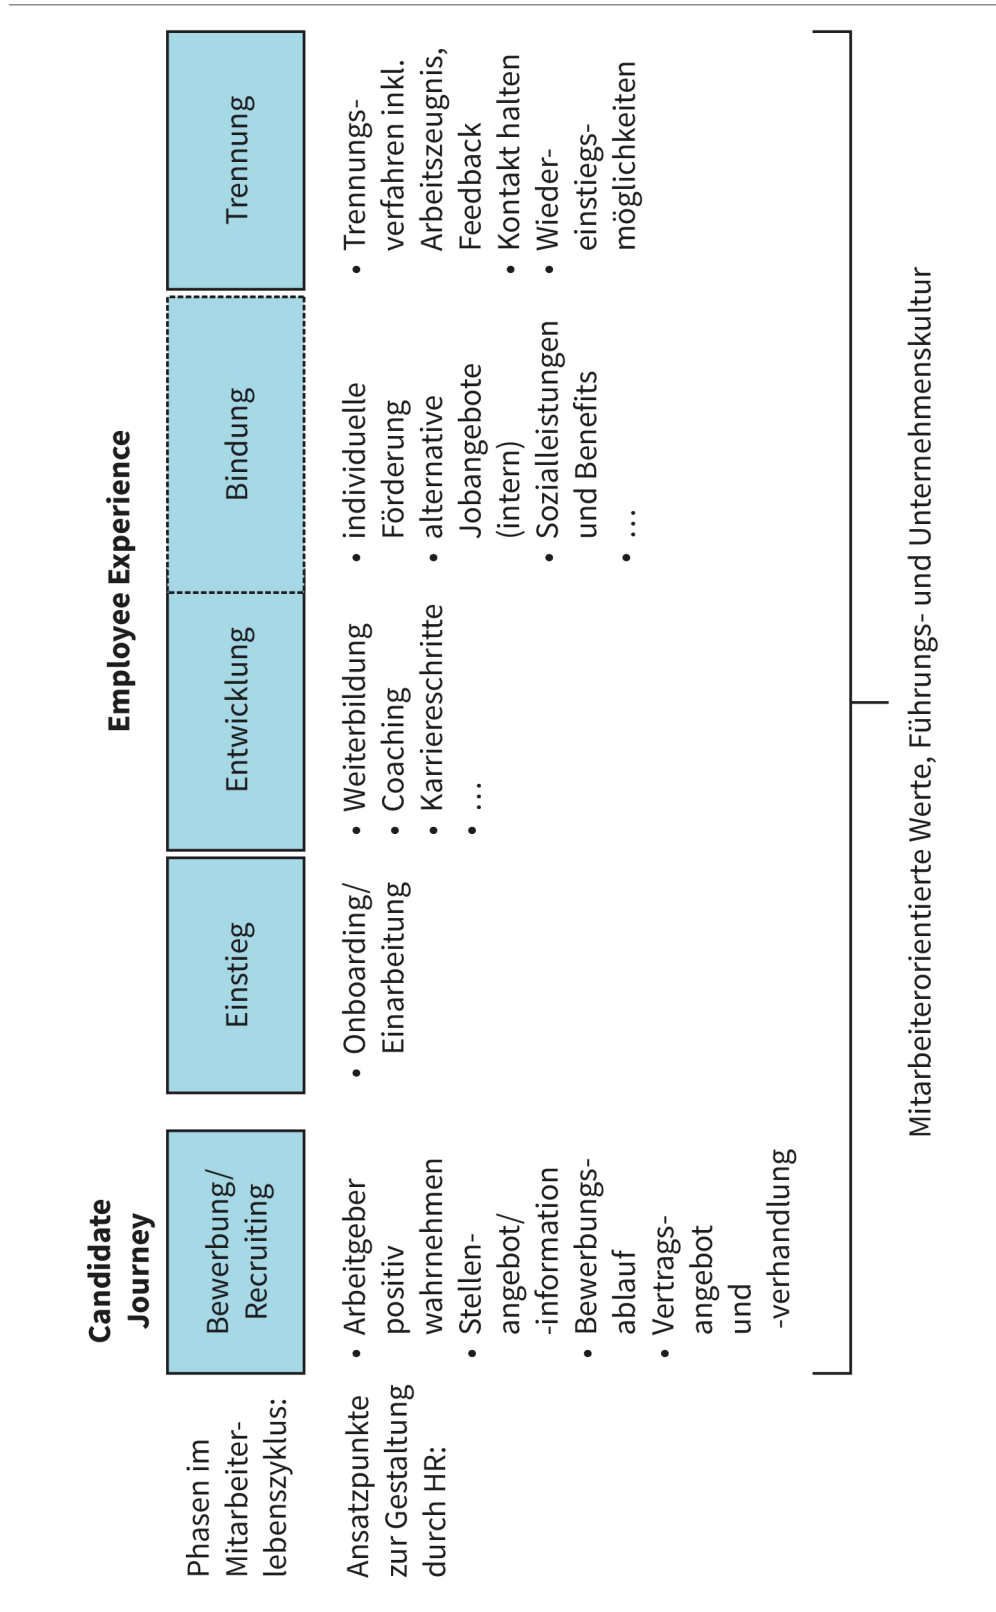 Candidate
Journey
Employee Experience
Phasen im
Mitarbeiter-
lebenszyklus:
Bewerbung/
Recruiting
Einstieg
Entwicklung
Bindung
Trennung
Ansatzpunkte
zur Gestaltung
durch HR:
• Arbeitgeber
positiv
wahrnehmen
• Stellen-
angebot/
-information
• Bewerbungs-
ablauf
• Vertrags-
angebot
und
-verhandlung
• Onboarding/
Einarbeitung
• Weiterbildung
• Coaching
• Karriereschritte
• …
• individuelle
Förderung
• alternative
Jobangebote
(intern)
• Sozialleistungen
und Benefits
• …
• Trennungs-
verfahren inkl.
Arbeitszeugnis,
Feedback
• Kontakt halten
• Wieder-
einstiegs-
möglichkeiten
Mitarbeiterorientierte Werte, Führungs- und Unternehmenskultur